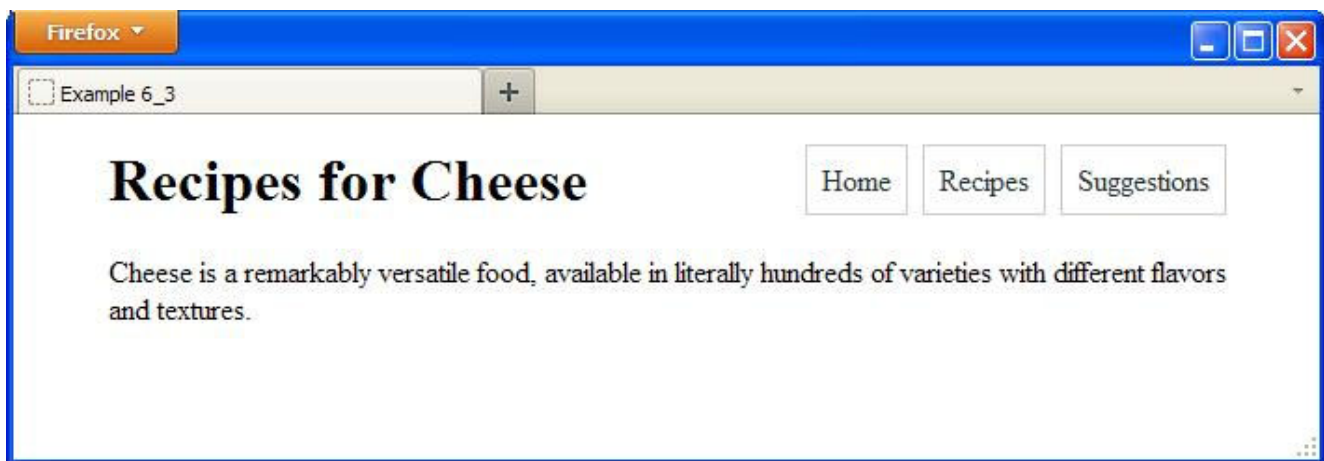 Firefox
Example 6_3
Recipes for Cheese
Home Recipes Suggestions
Cheese is a remarkably versatile food, available in literally hundreds of varieties with different flavors
and textures.